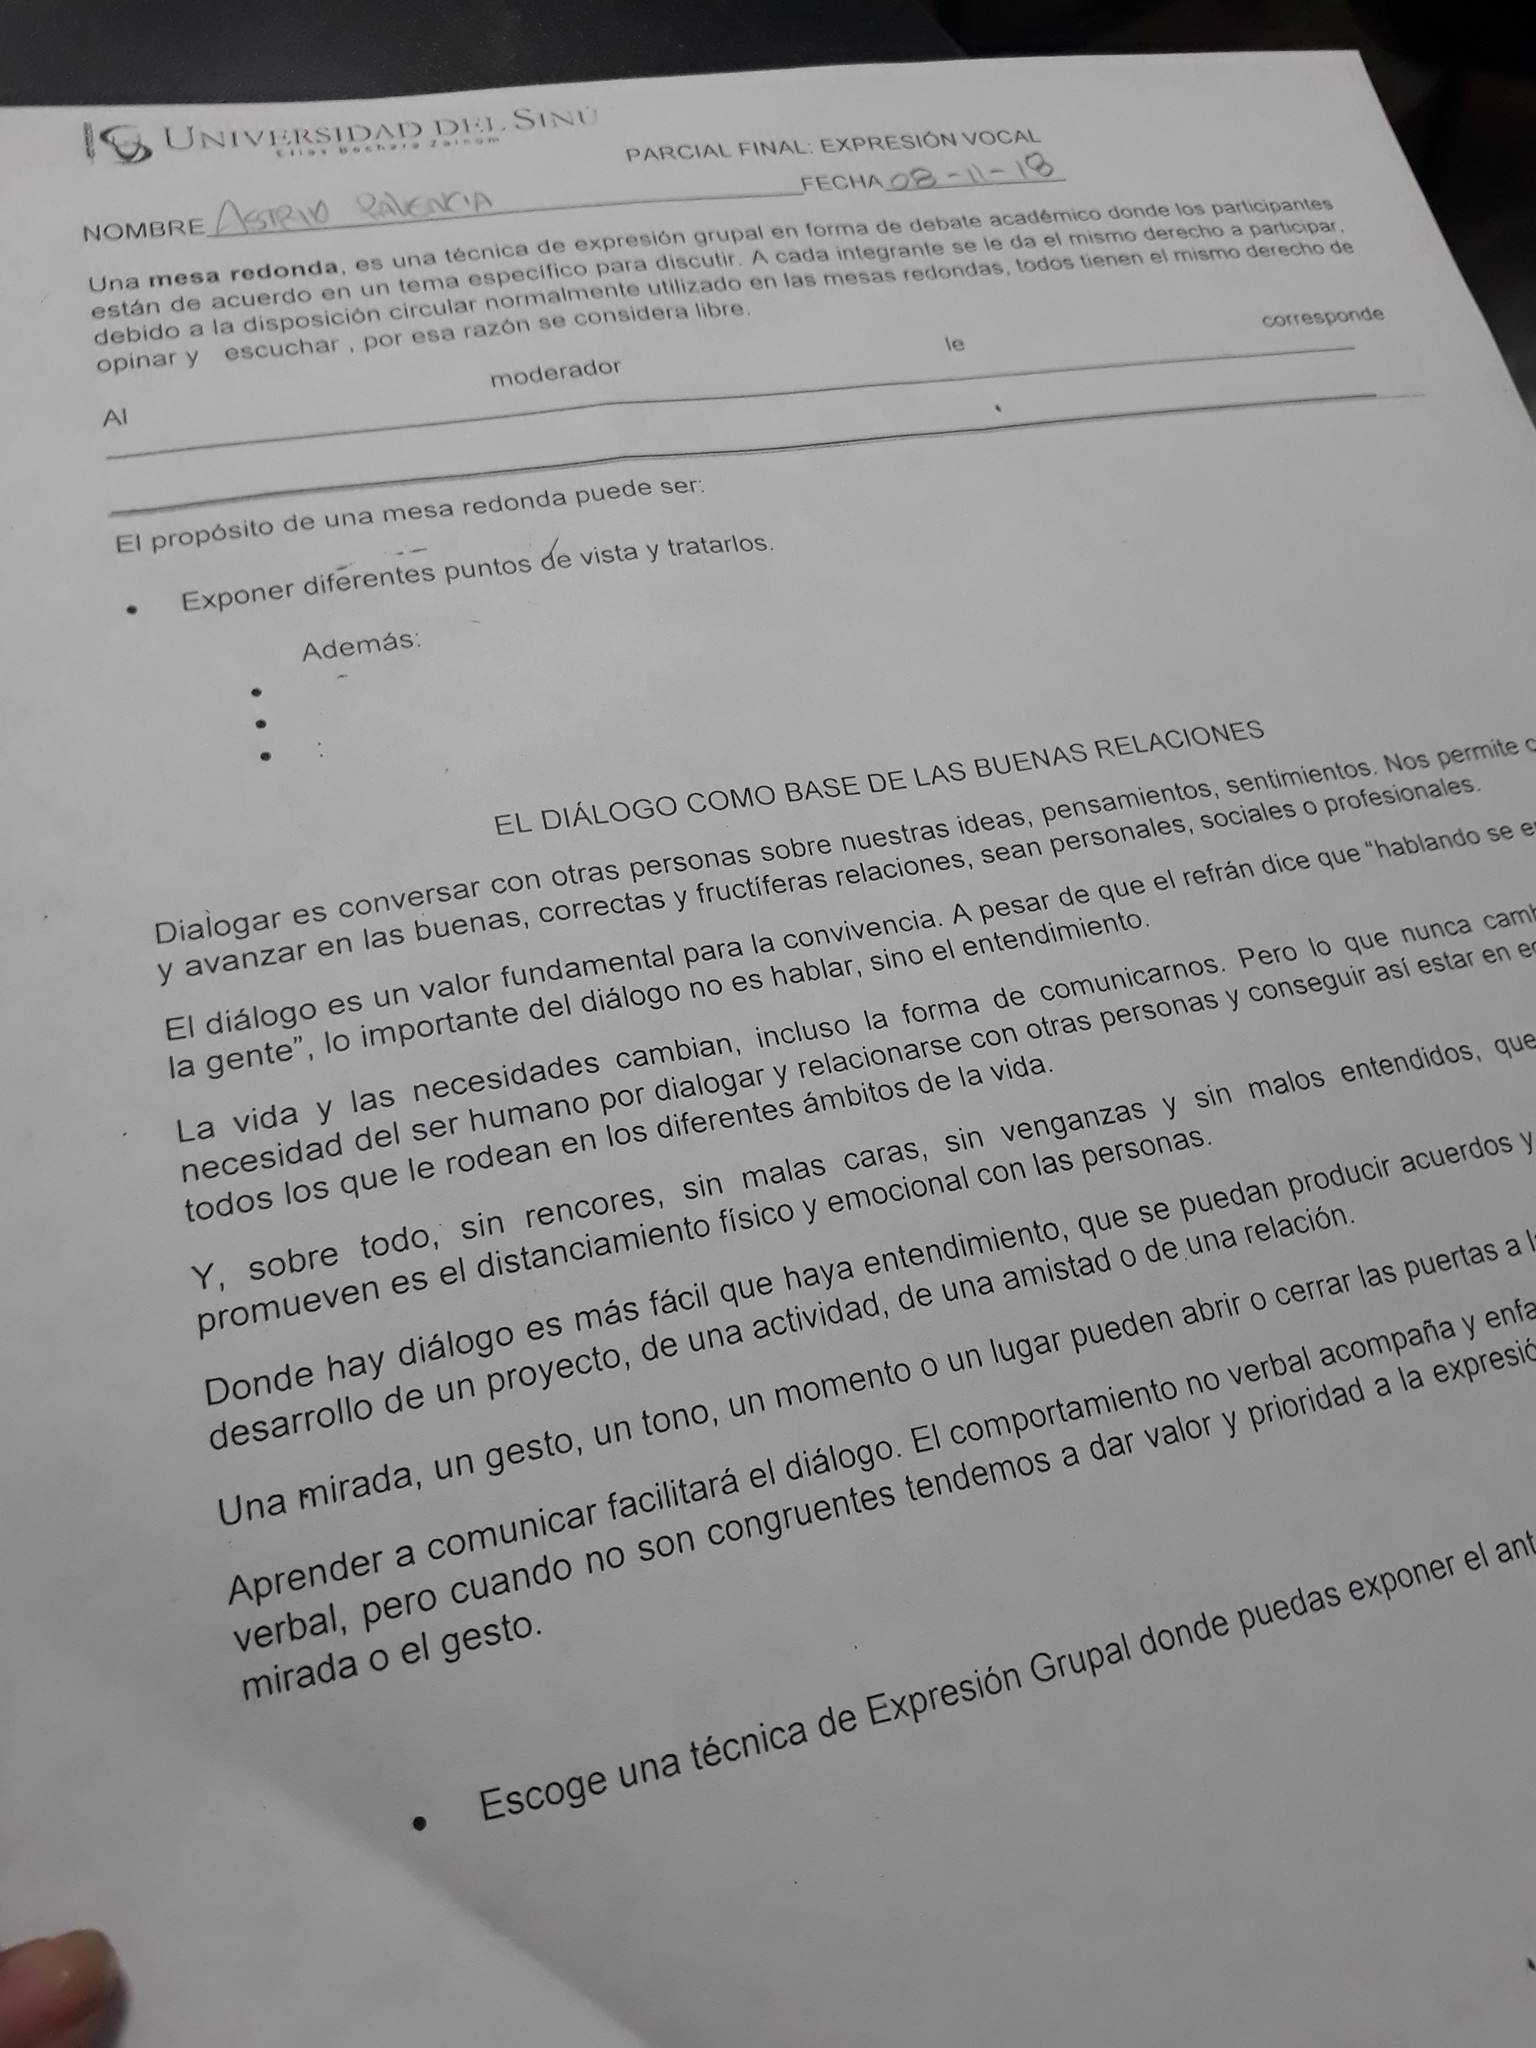 UNIVERSIDAD DEL SINÚ
Elías Bechara Zainúm
PARCIAL FINAL: EXPRESIÓN VOCAL
NOMBRE ASTRID PALENCIA FECHA 08-11-18
Una mesa redonda, es una técnica de expresión grupal en forma de debate académico donde los participantes
están de acuerdo en un tema específico para discutir. A cada integrante se le da el mismo derecho a participar,
debido a la disposición circular normalmente utilizado en las mesas redondas, todos tienen el mismo derecho de
opinar y escuchar , por esa razón se considera libre.
Al moderador le corresponde
El propósito de una mesa redonda puede ser:
• Exponer diferentes puntos de vista y tratarlos.
Además:
•
•
• :
EL DIÁLOGO COMO BASE DE LAS BUENAS RELACIONES
Dialogar es conversar con otras personas sobre nuestras ideas, pensamientos, sentimientos. Nos permite
y avanzar en las buenas, correctas y fructíferas relaciones, sean personales, sociales o profesionales.
El diálogo es un valor fundamental para la convivencia. A pesar de que el refrán dice que “hablando se
la gente”, lo importante del diálogo no es hablar, sino el entendimiento.
La vida y las necesidades cambian, incluso la forma de comunicarnos. Pero lo que nunca
necesidad del ser humano por dialogar y relacionarse con otras personas y conseguir así estar en
todos los que le rodean en los diferentes ámbitos de la vida.
Y, sobre todo, sin rencores, sin malas caras, sin venganzas y sin malos entendidos, que
promueven es el distanciamiento físico y emocional con las personas.
Donde hay diálogo es más fácil que haya entendimiento, que se puedan producir acuerdos y
desarrollo de un proyecto, de una actividad, de una amistad o de una relación.
Una mirada, un gesto, un tono, un momento o un lugar pueden abrir o cerrar las puertas a
Aprender a comunicar facilitará el diálogo. El comportamiento no verbal acompaña y
verbal, pero cuando no son congruentes tendemos a dar valor y prioridad a la
mirada o el gesto.
• Escoge una técnica de Expresión Grupal donde puedas exponer el